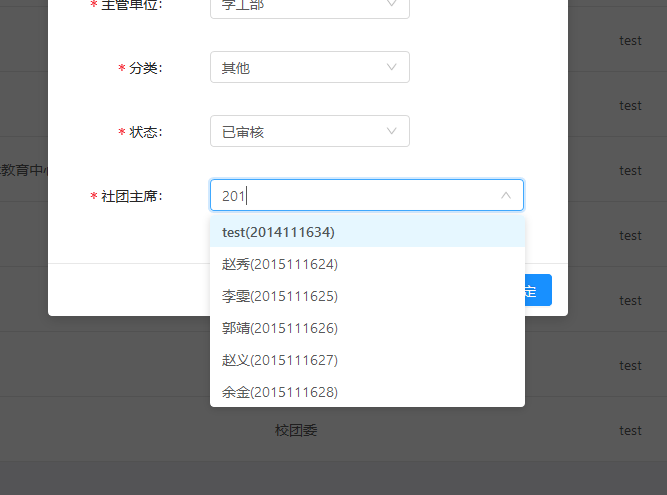 * 主管单位: 学工部
test
* 分类: 其他
test
* 状态: 已审核
教育中心
test
* 社团主席: 201
test(2014111634)
test
赵秀(2015111624)
李雯(2015111625)
定
test
郭靖(2015111626)
赵义(2015111627)
test
余金(2015111628)
校团委
test